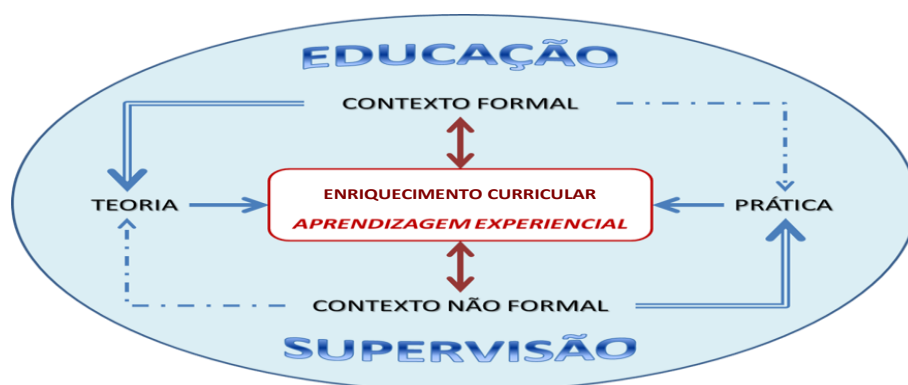 EDUCAÇÃO
CONTEXTO FORMAL
ENRIQUECIMENTO CURRICULAR
TEORIA
PRÁTICA
APRENDIZAGEM EXPERIENCIAL
CONTEXTO NÃO FORMAL
SUPERVISÃO